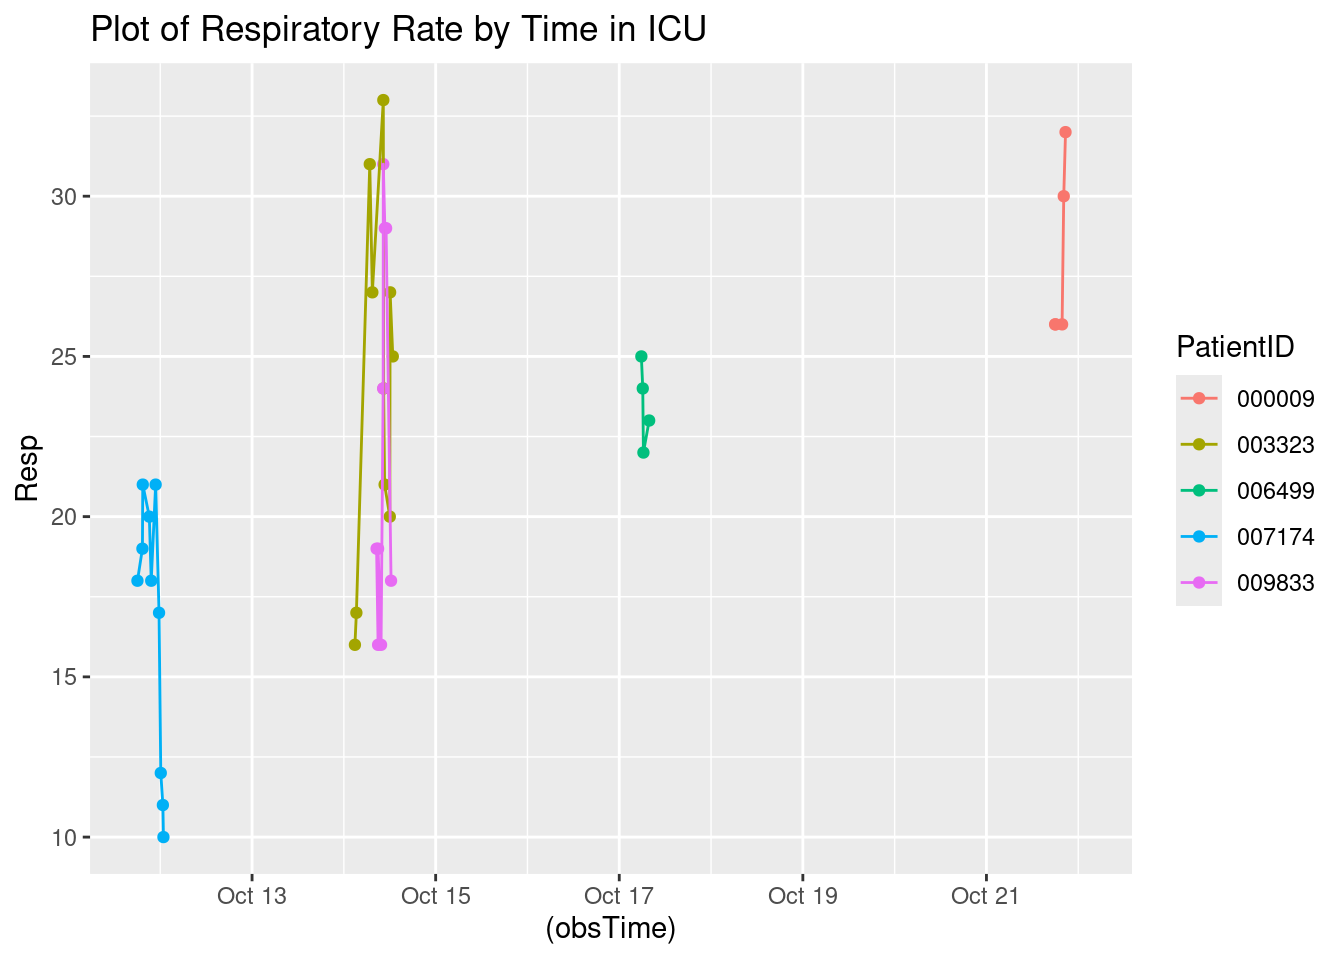 Plot of Respiratory Rate by Time in ICU
Resp
30
25
20
15
10
Oct 13
Oct 15
Oct 17
Oct 19
Oct 21
(obsTime)
PatientID
000009
003323
006499
007174
009833